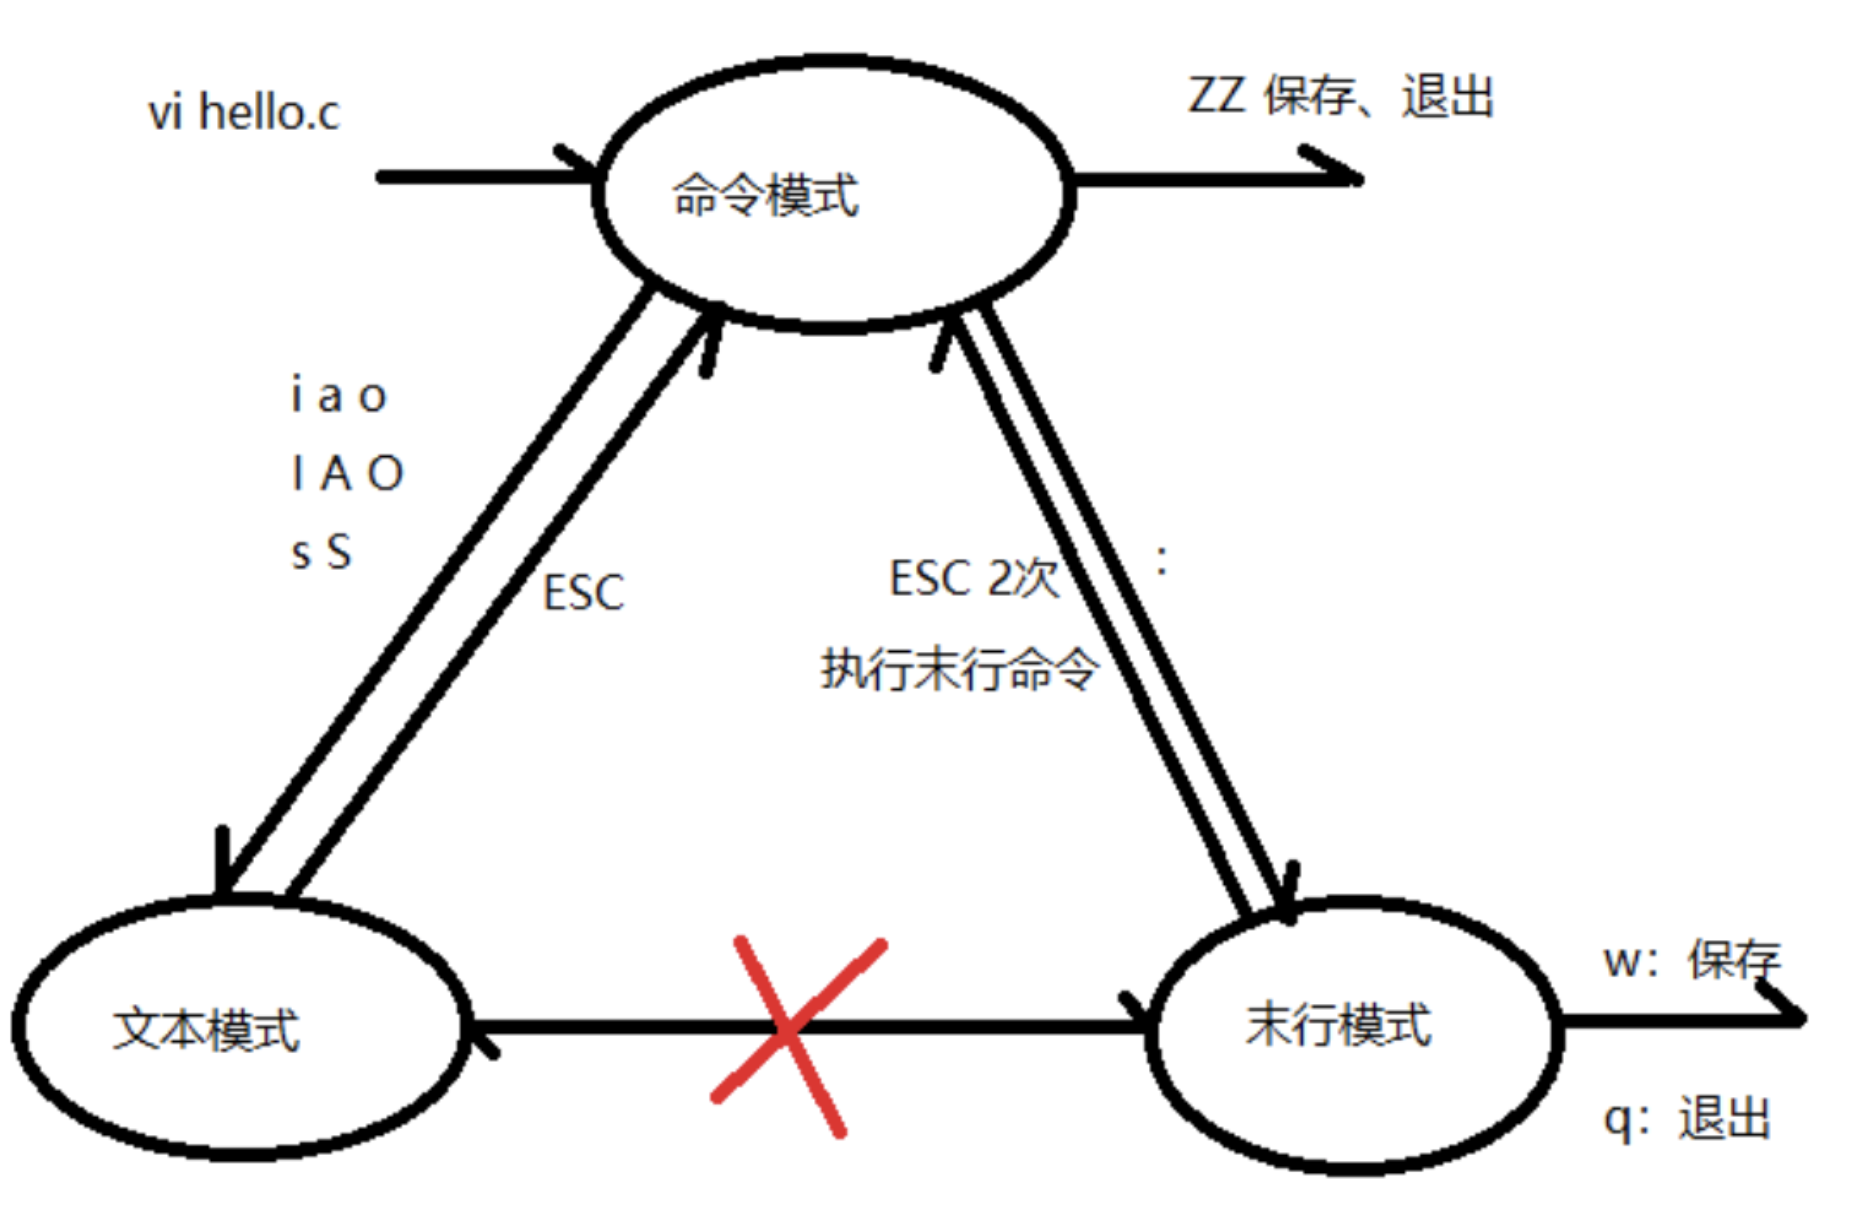 vi hello.c
ZZ 保存、退出
命令模式
i a o
I A O
s S
ESC
ESC 2次
:
执行末行命令
文本模式
末行模式
w: 保存
q: 退出